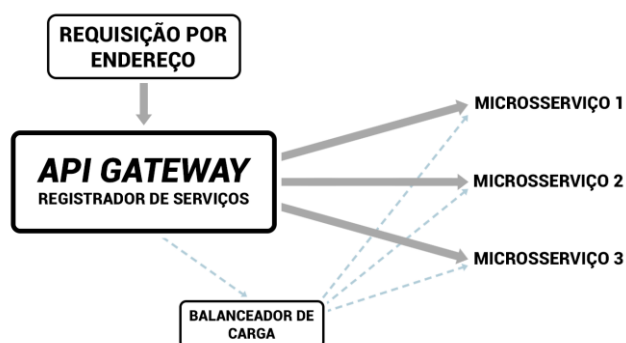 REQUISIÇÃO POR
ENDEREÇO
API GATEWAY
REGISTRADOR DE SERVIÇOS
MICROSSERVIÇO 1
MICROSSERVIÇO 2
MICROSSERVIÇO 3
BALANCEADOR DE
CARGA